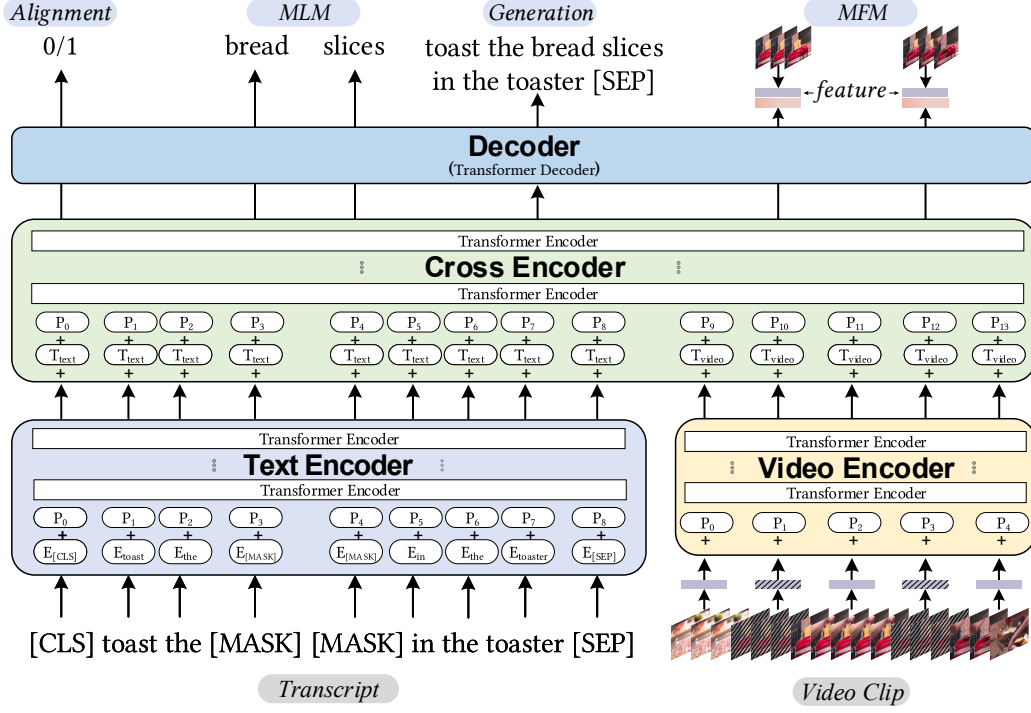 Alignment MLM Generation MFM
0/1 bread slices toast the bread slices
in the toaster [SEP]
feature
Decoder
(Transformer Decoder)
Transformer Encoder
Cross Encoder
Transformer Encoder
P0 P1 P2 P3 P4 P5 P6 P7 P8 P9 P10 P11 P12 P13
+ + + + + + + + + + + + + +
Ttext Ttext Ttext Ttext Ttext Ttext Ttext Ttext Ttext Tvideo Tvideo Tvideo Tvideo Tvideo
+ + + + + + + + + + + + + +
Transformer Encoder
Text Encoder
Transformer Encoder
P0 P1 P2 P3 P4 P5 P6 P7 P8
+ + + + + + + + +
E[CLS] Etoast Ethe E[MASK] E[MASK] Ein Ethe Etoaster E[SEP]
[CLS] toast the [MASK] [MASK] in the toaster [SEP]
Transcript
Transformer Encoder
Video Encoder
Transformer Encoder
P0 P1 P2 P3 P4
+ + + + +
Video Clip